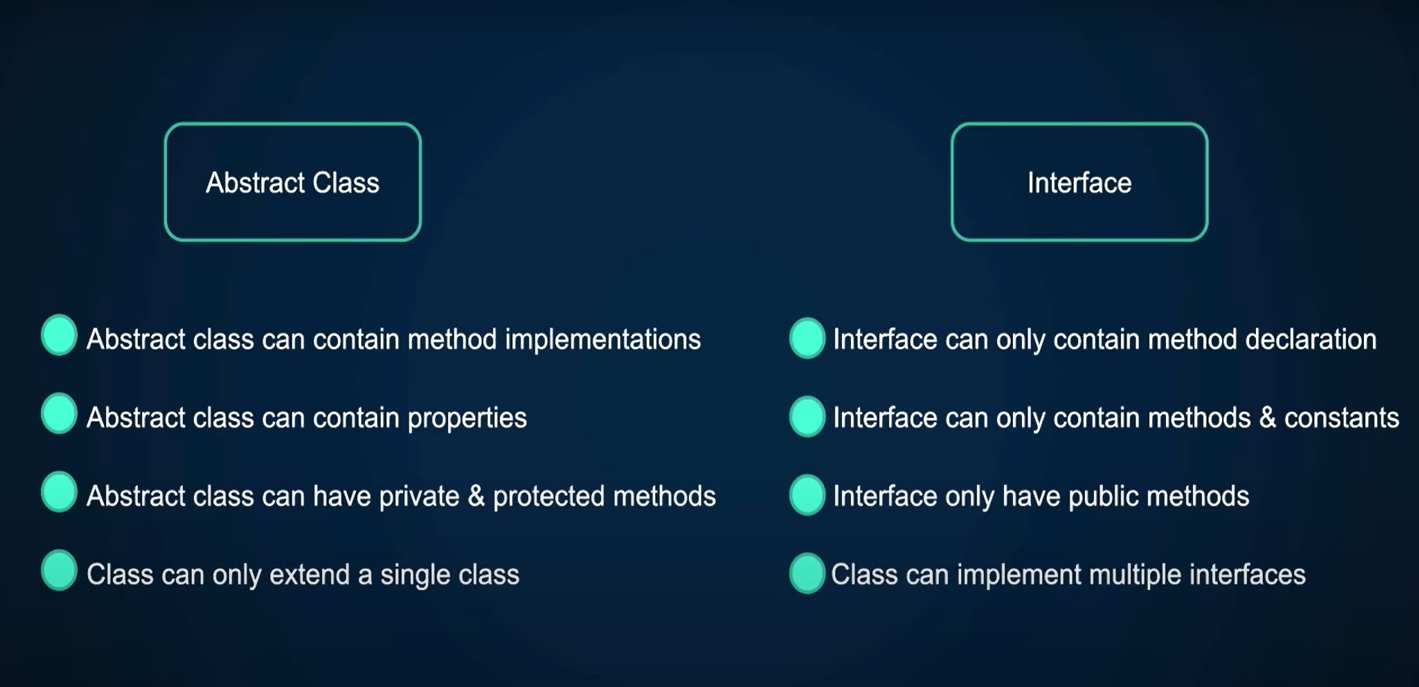 Abstract Class
Interface
Abstract class can contain method implementations
Interface can only contain method declaration
Abstract class can contain properties
Interface can only contain methods & constants
Abstract class can have private & protected methods
Interface only have public methods
Class can only extend a single class
Class can implement multiple interfaces